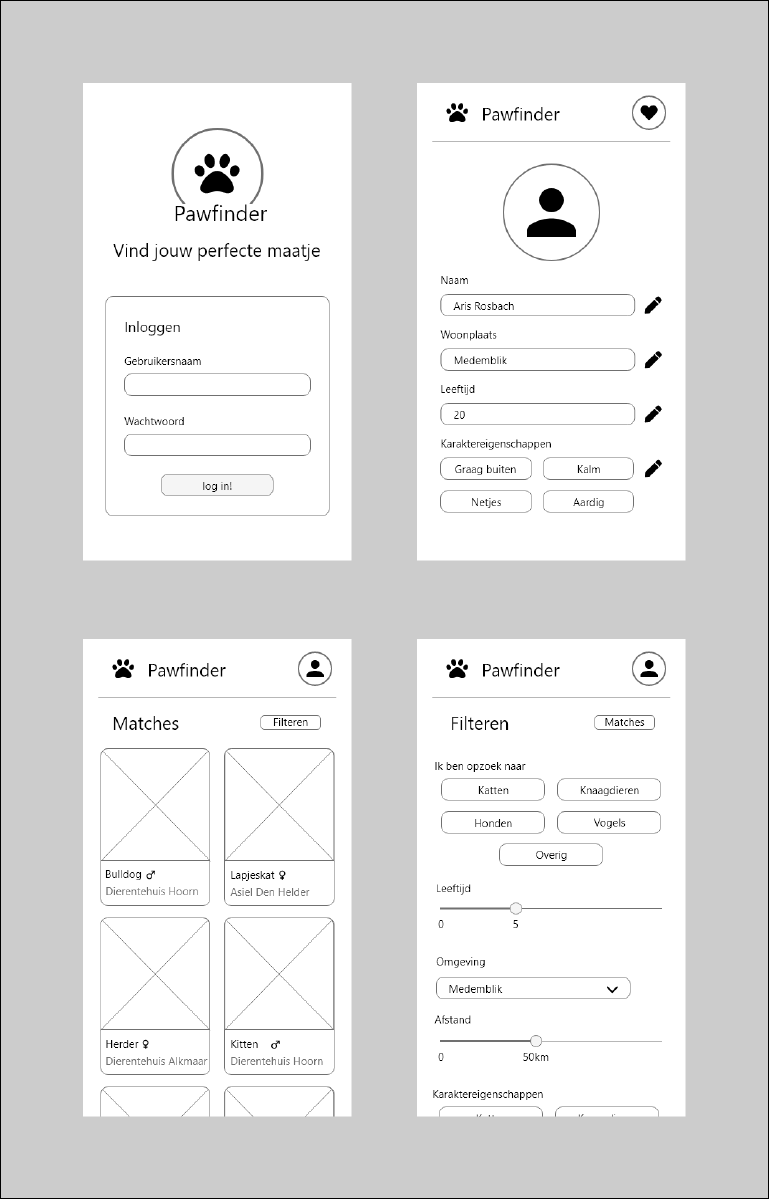 Pawfinder
Vind jouw perfecte maatje
Inloggen
Gebruikersnaam
Wachtwoord
log in!
Pawfinder
Naam
Aris Rosbach
Woonplaats
Medemblik
Leeftijd
20
Karaktereigenschappen
Graag buiten Kalm
Netjes Aardig
Pawfinder
Matches Filteren
Bulldog ♂ Lapjeskat ♀
Dierentehuis Hoorn Asiel Den Helder
Herder ♀ Kitten ♂
Dierentehuis Alkmaar Dierentehuis Hoorn
Pawfinder
Filteren Matches
Ik ben opzoek naar
Katten Knaagdieren
Honden Vogels
Overig
Leeftijd
0 5
Omgeving
Medemblik
Afstand
0 50km
Karaktereigenschappen